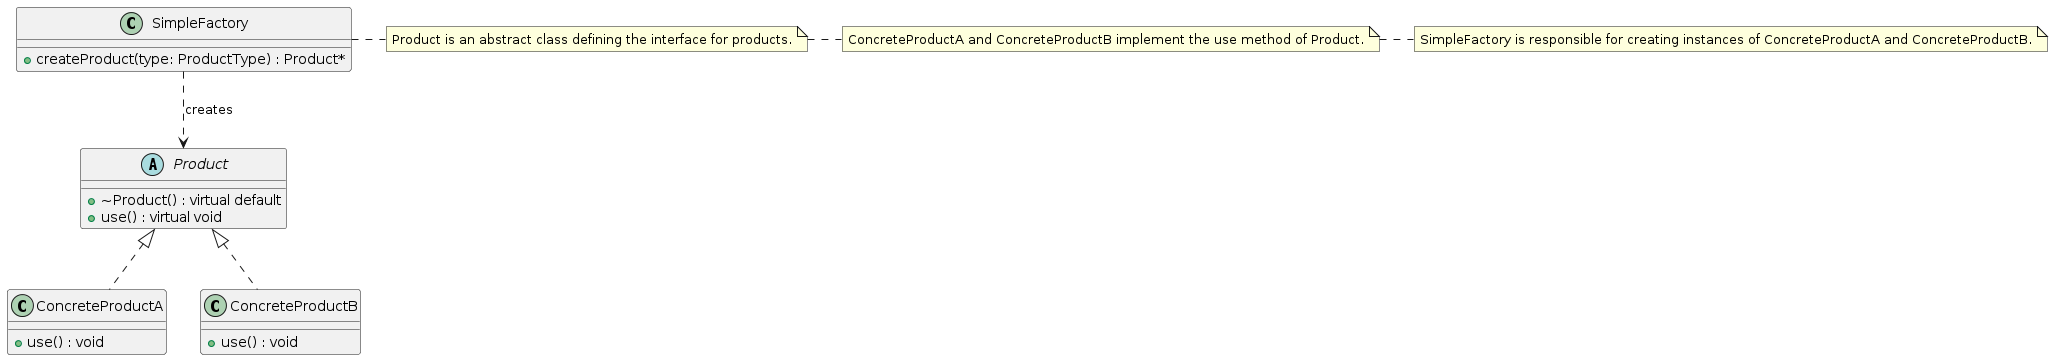 C SimpleFactory
createProduct(type: ProductType) : Product*
Product is an abstract class defining the interface for products.
ConcreteProductA and ConcreteProductB implement the use method of Product.
SimpleFactory is responsible for creating instances of ConcreteProductA and ConcreteProductB.
creates
A Product
~Product() : virtual default
use() : virtual void
C ConcreteProductA
use() : void
C ConcreteProductB
use() : void